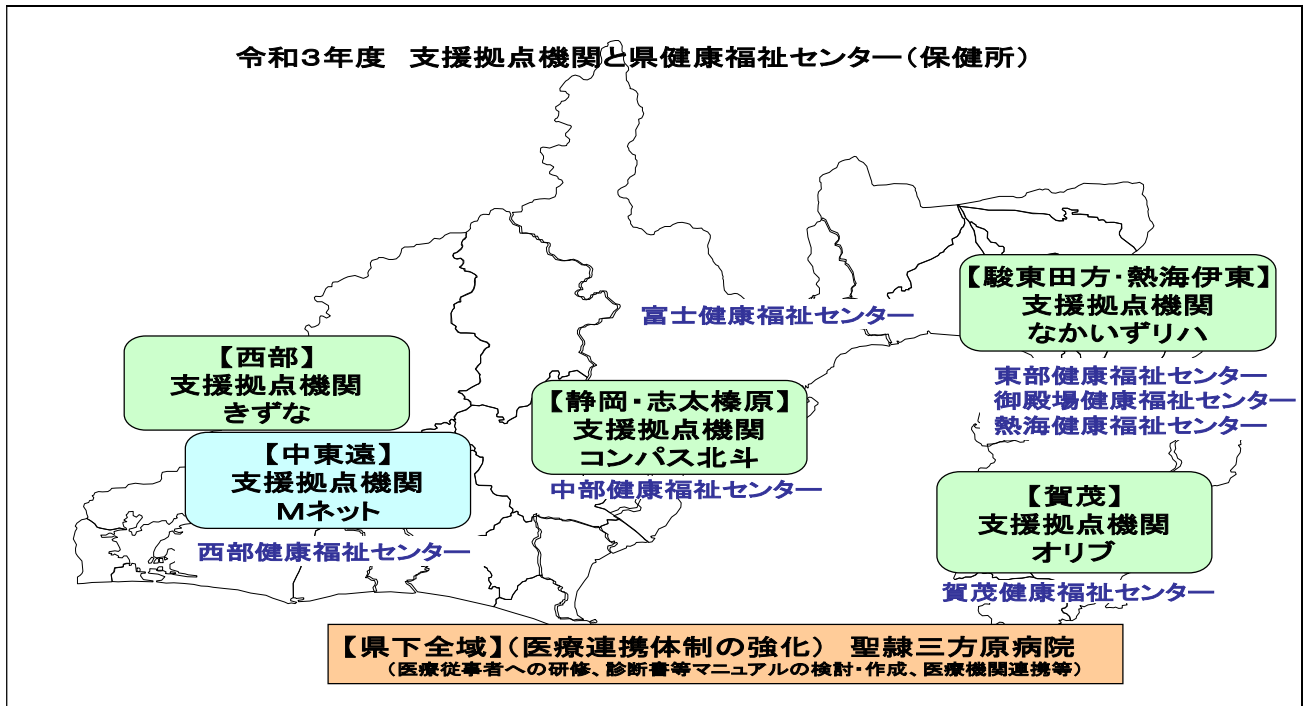 令和3年度　支援拠点機関と県健康福祉センター（保健所）
富士健康福祉センター
【駿東田方・熱海伊東】
支援拠点機関
なかいずリハ
東部健康福祉センター
御殿場健康福祉センター
熱海健康福祉センター
【西部】
支援拠点機関
きずな
【中東遠】
支援拠点機関
Mネット
西部健康福祉センター
【静岡・志太榛原】
支援拠点機関
コンパス北斗
中部健康福祉センター
【賀茂】
支援拠点機関
オリブ
賀茂健康福祉センター
【県下全域】（医療連携体制の強化）　聖隷三方原病院
（医療従事者への研修、診断書等マニュアルの検討・作成、医療機関連携等）